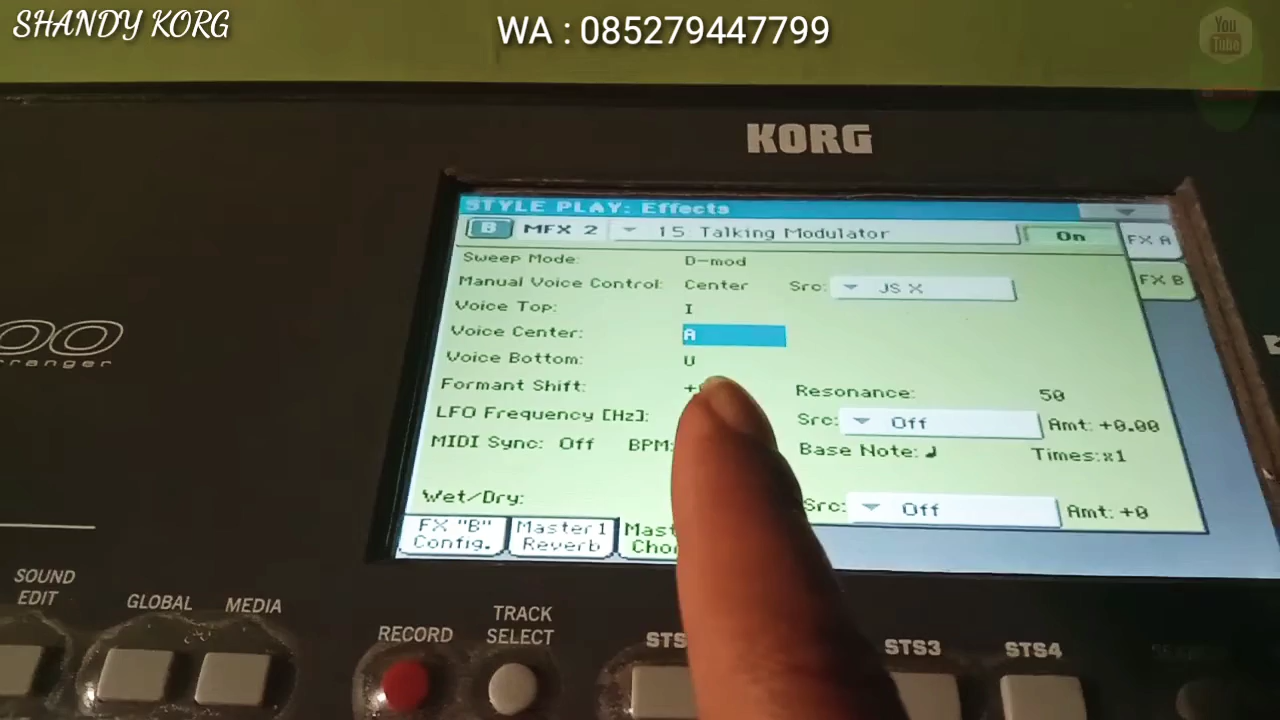 SHANDY KORG
WA : 085279447799
You
Tube
KORG
STYLE PLAY: Effects
B MFX 2 15 Talking Modulator On FX A
Sweep Mode: D-mod
Manual Voice Control: Center Src: JS X FX B
Voice Top: I
Voice Center: A
Voice Bottom: U
Formant Shift: Resonance: 50
LFO Frequency [Hz]: Src: Off Amt: +0.00
MIDI Sync: Off BPM: Base Note: ♩ Times:x1
Wet/Dry: Src: Off Amt: +0
FX "B" Config.
Master1 Reverb
SOUND EDIT
GLOBAL
MEDIA
RECORD
TRACK SELECT
STS3
STS4